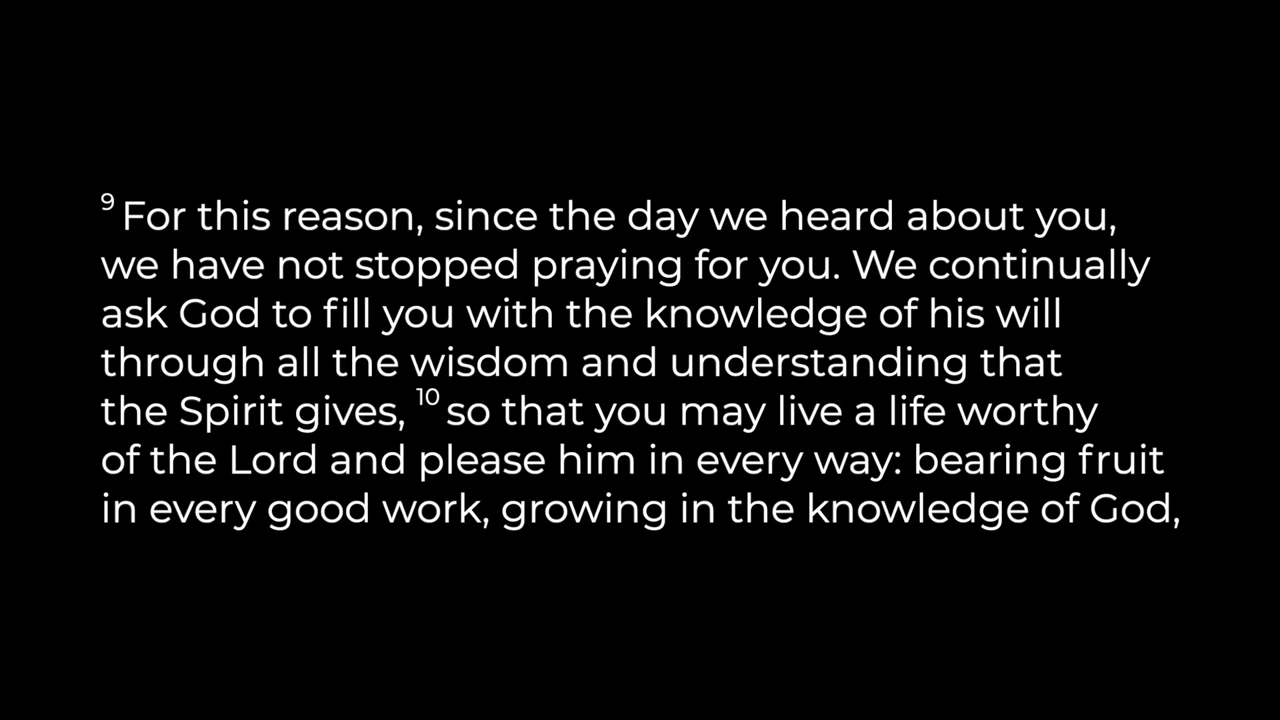 ⁹ For this reason, since the day we heard about you,
we have not stopped praying for you. We continually
ask God to fill you with the knowledge of his will
through all the wisdom and understanding that
the Spirit gives, ¹⁰ so that you may live a life worthy
of the Lord and please him in every way: bearing fruit
in every good work, growing in the knowledge of God,